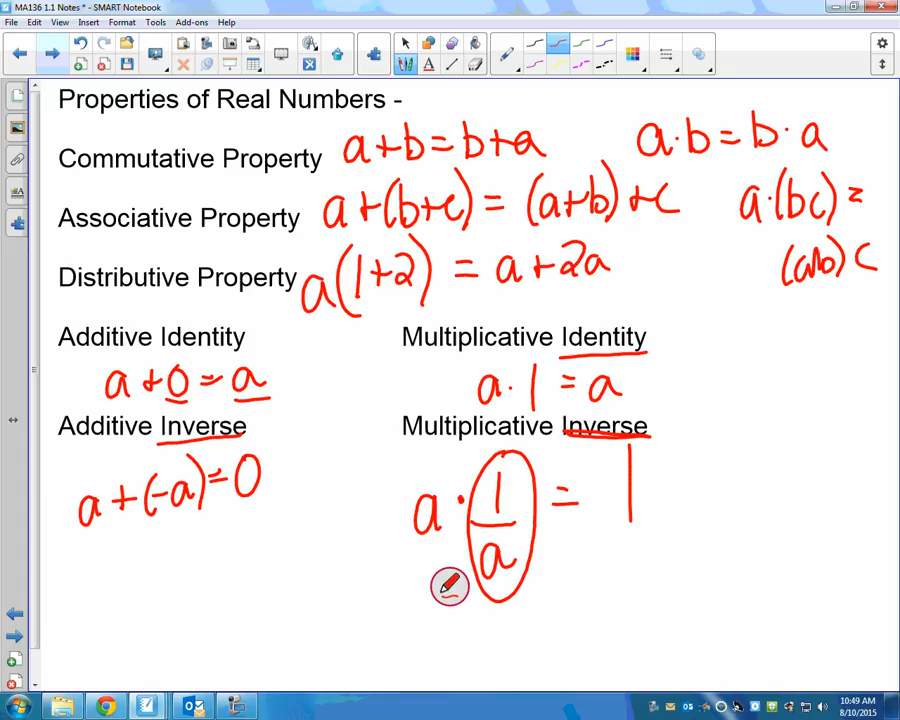 MA136 1.1 Notes * - SMART Notebook
File Edit View Insert Format Tools Add-ons Help
Properties of Real Numbers -
Commutative Property a+b=b+a a·b=b·a
Associative Property a+(b+c)=(a+b)+c a·(bc)=
(ab)c
Distributive Property a(1+2) = a+2a
Additive Identity Multiplicative Identity
a+0=a a·1=a
Additive Inverse Multiplicative Inverse
a+(-a)=0 a·1/a = 1
10:49 AM
8/10/2015